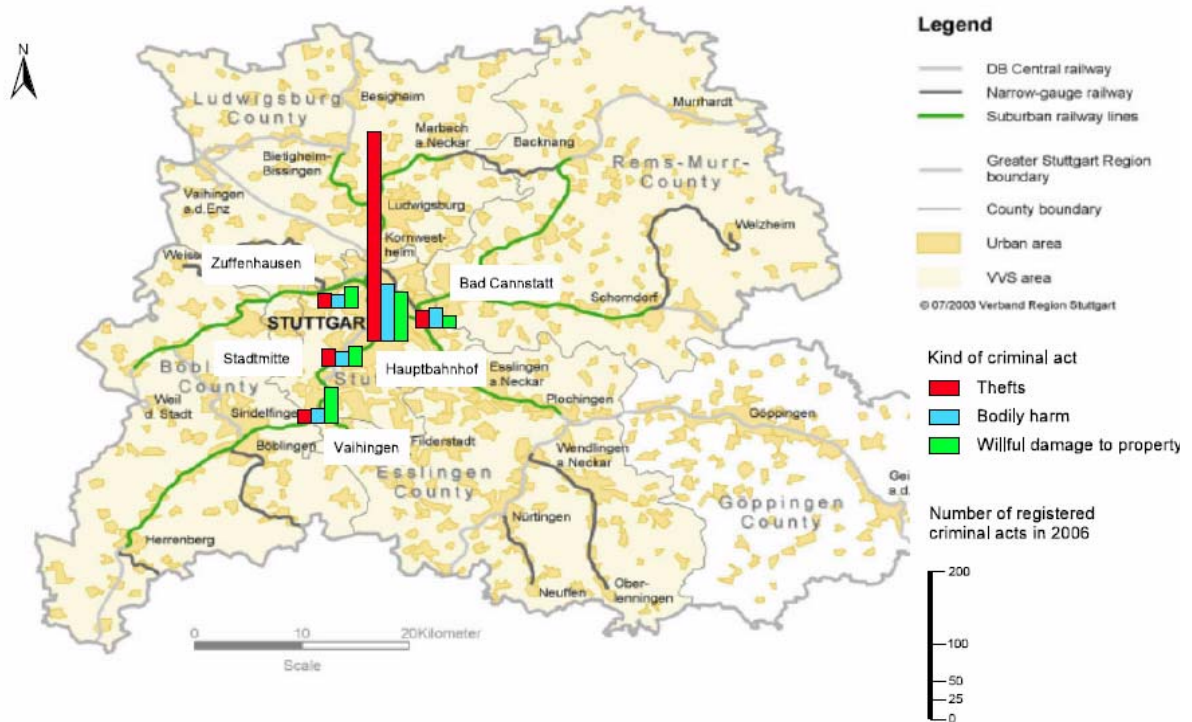 N
Ludwigsburg
County
Besigheim
Murrhardt
Marbach
a.Neckar
Backnang
Bietigheim-
Bissingen
Rems-Murr-
County
Vaihingen
a.d.Enz
Ludwigsburg
Welzheim
Kornwest-
heim
Zuffenhausen
Bad Cannstatt
Schorndorf
STUTTGAR
Stadtmitte
Hauptbahnhof
Esslingen
a.Neckar
County
Weil
d. Stadt
Plochingen
Göppingen
Sindelfinge
Böblingen
Vaihingen
Filderstadt
Wendlingen
a.Neckar
Esslingen
County
Göppingen
County
Nürtingen
Herrenberg
Neuffen
Ober-
lenningen
0 10 20Kilometer
Scale
Legend
DB Central railway
Narrow-gauge railway
Suburban railway lines
Greater Stuttgart Region
boundary
County boundary
Urban area
VVS area
© 07/2003 Verband Region Stuttgart
Kind of criminal act
Thefts
Bodily harm
Willful damage to property
Number of registered
criminal acts in 2006
200
100
50
25
0